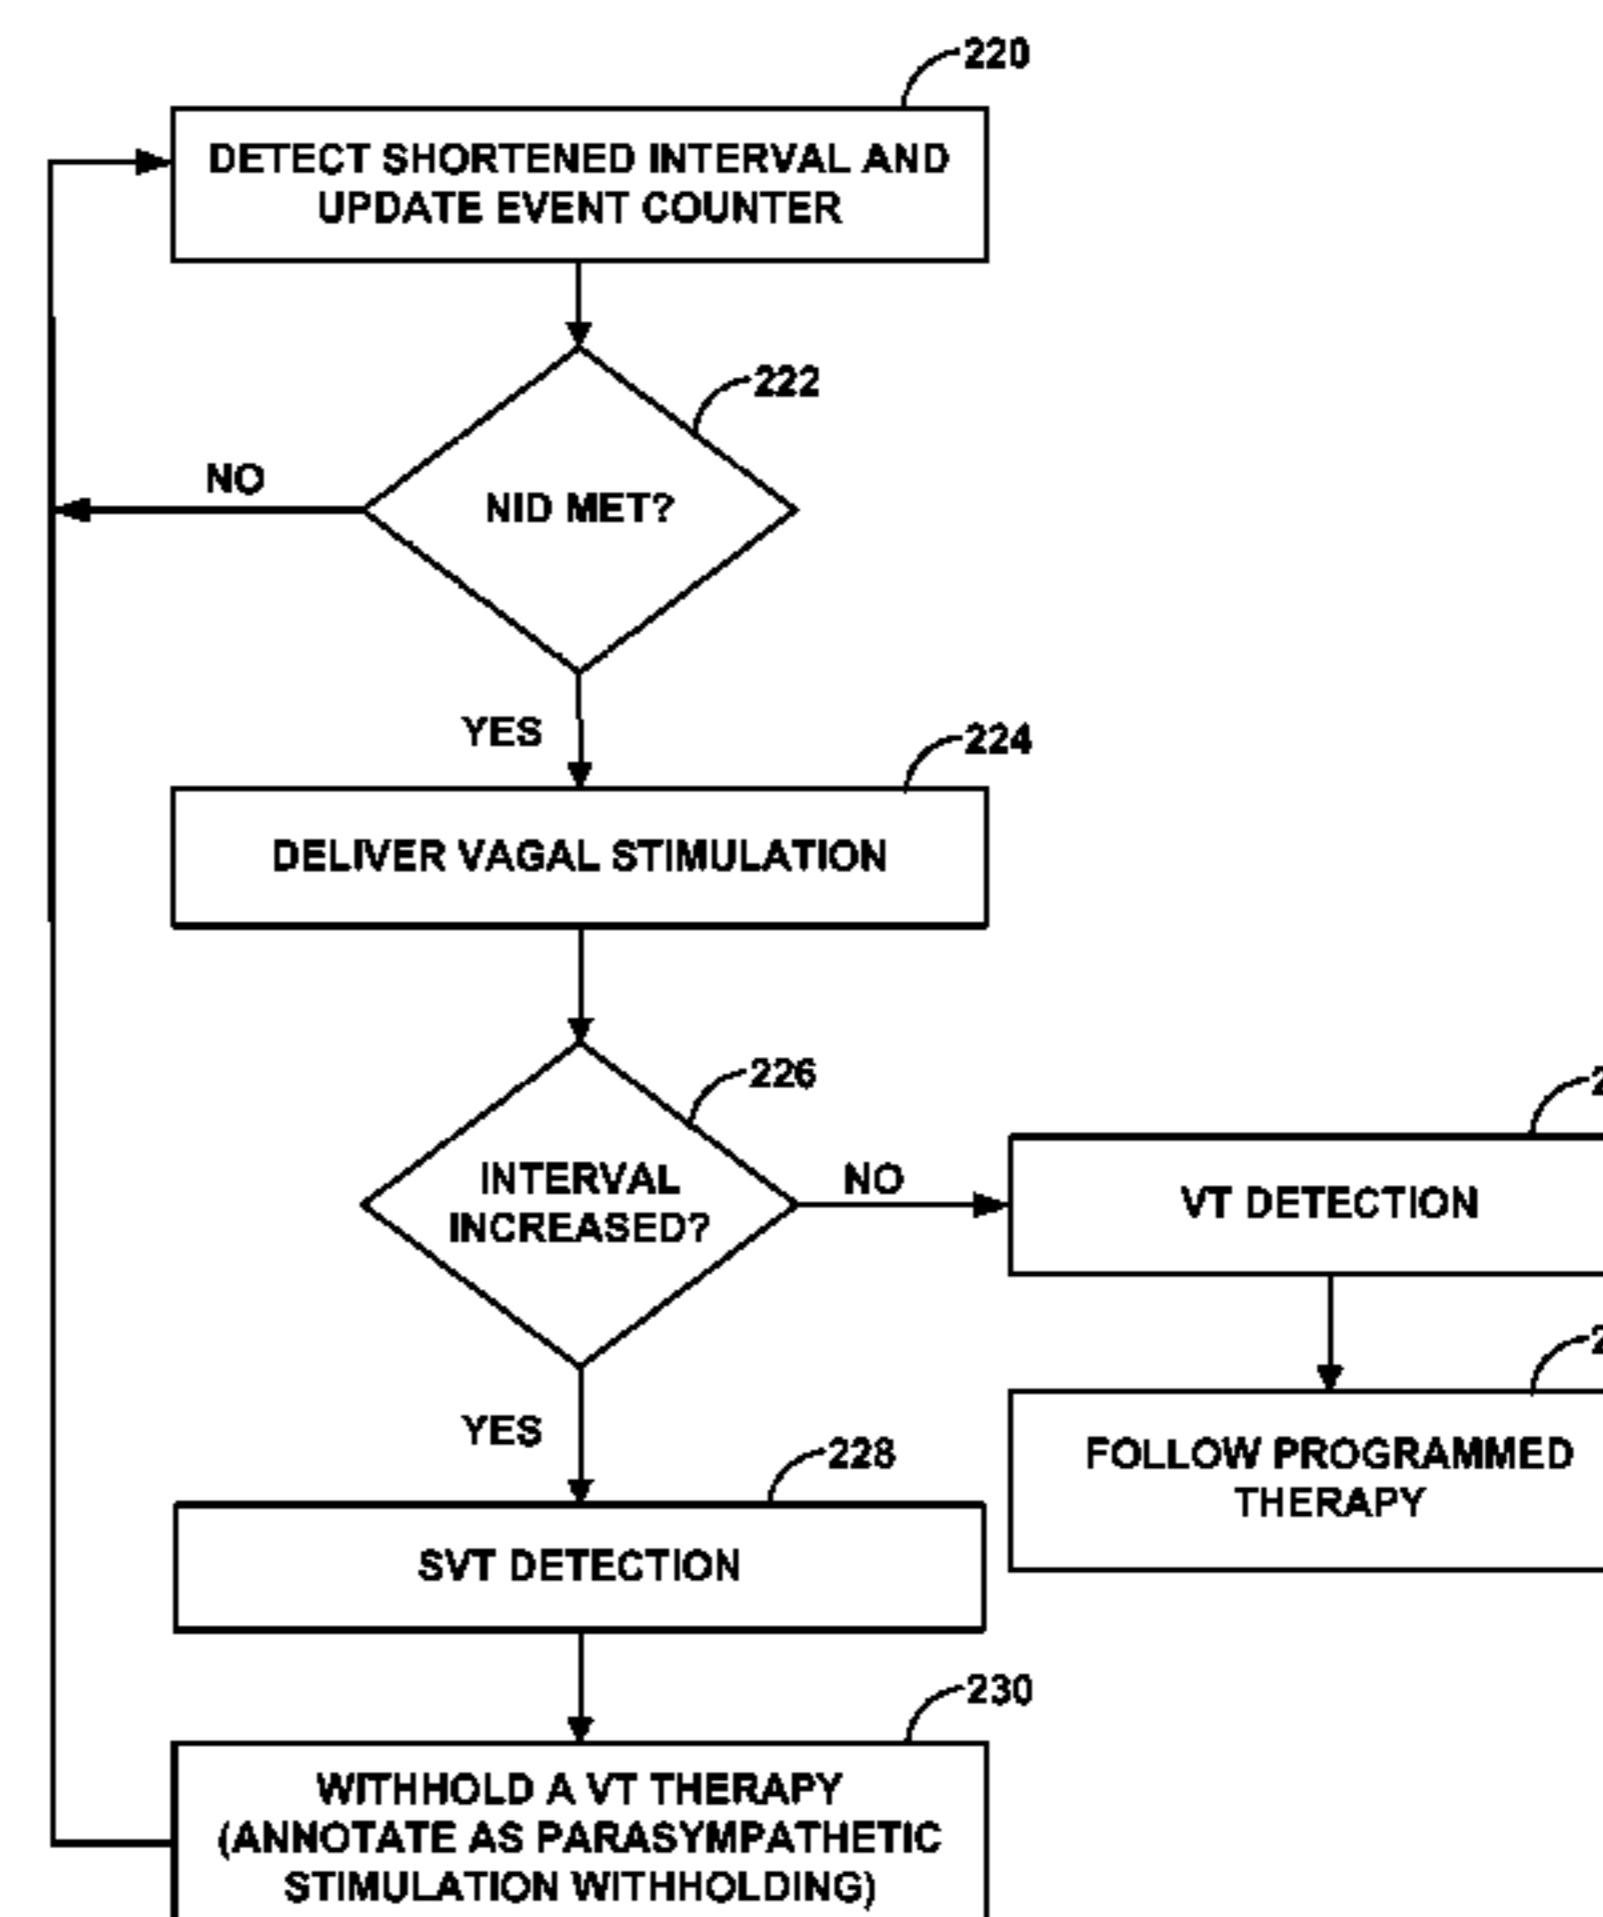 220
DETECT SHORTENED INTERVAL AND
UPDATE EVENT COUNTER
222
NO
NID MET?
YES
224
DELIVER VAGAL STIMULATION
226
INTERVAL
INCREASED?
NO
VT DETECTION
YES
228
FOLLOW PROGRAMMED
THERAPY
SVT DETECTION
230
WITHHOLD A VT THERAPY
(ANNOTATE AS PARASYMPATHETIC
STIMULATION WITHHOLDING)